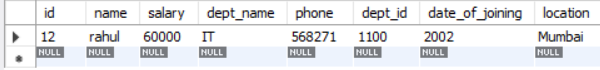 id name salary dept_name phone dept_id date_of_joining location
12 rahul 60000 IT 568271 1100 2002 Mumbai
NULL NULL NULL NULL NULL NULL NULL NULL